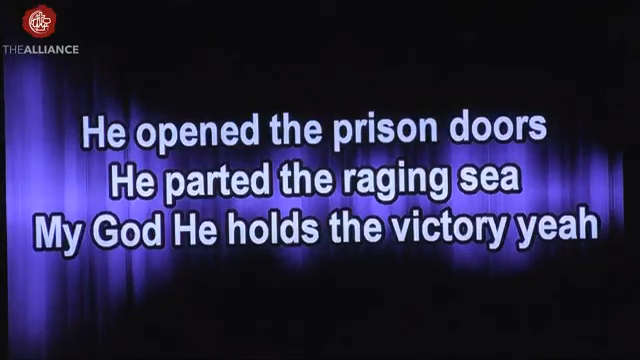 THEALLIANCE
He opened the prison doors
He parted the raging sea
My God He holds the victory yeah